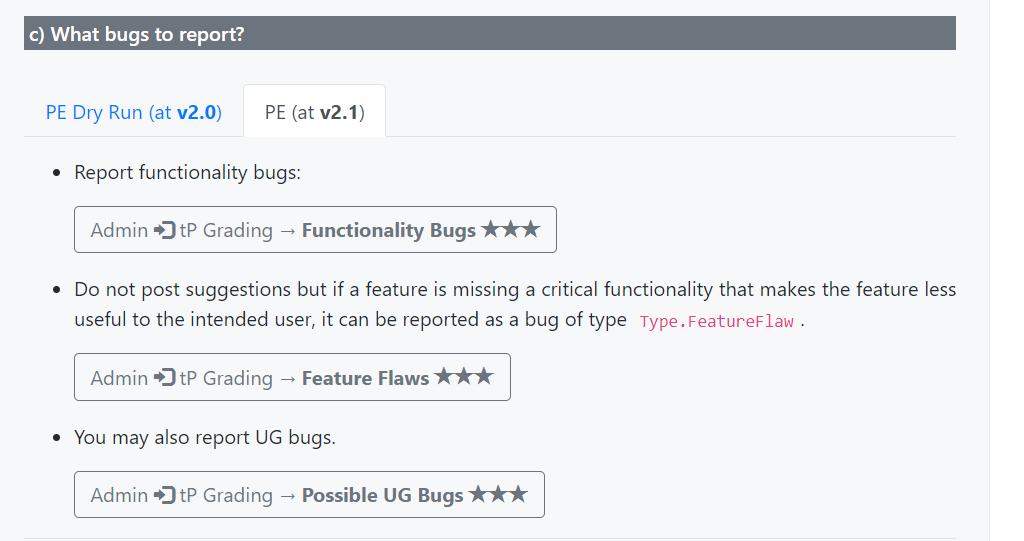 c) What bugs to report?
PE Dry Run (at v2.0) PE (at v2.1)
Report functionality bugs:
Admin tP Grading → Functionality Bugs ★★★
Do not post suggestions but if a feature is missing a critical functionality that makes the feature less
useful to the intended user, it can be reported as a bug of type Type.FeatureFlaw .
Admin tP Grading → Feature Flaws ★★★
You may also report UG bugs.
Admin tP Grading → Possible UG Bugs ★★★